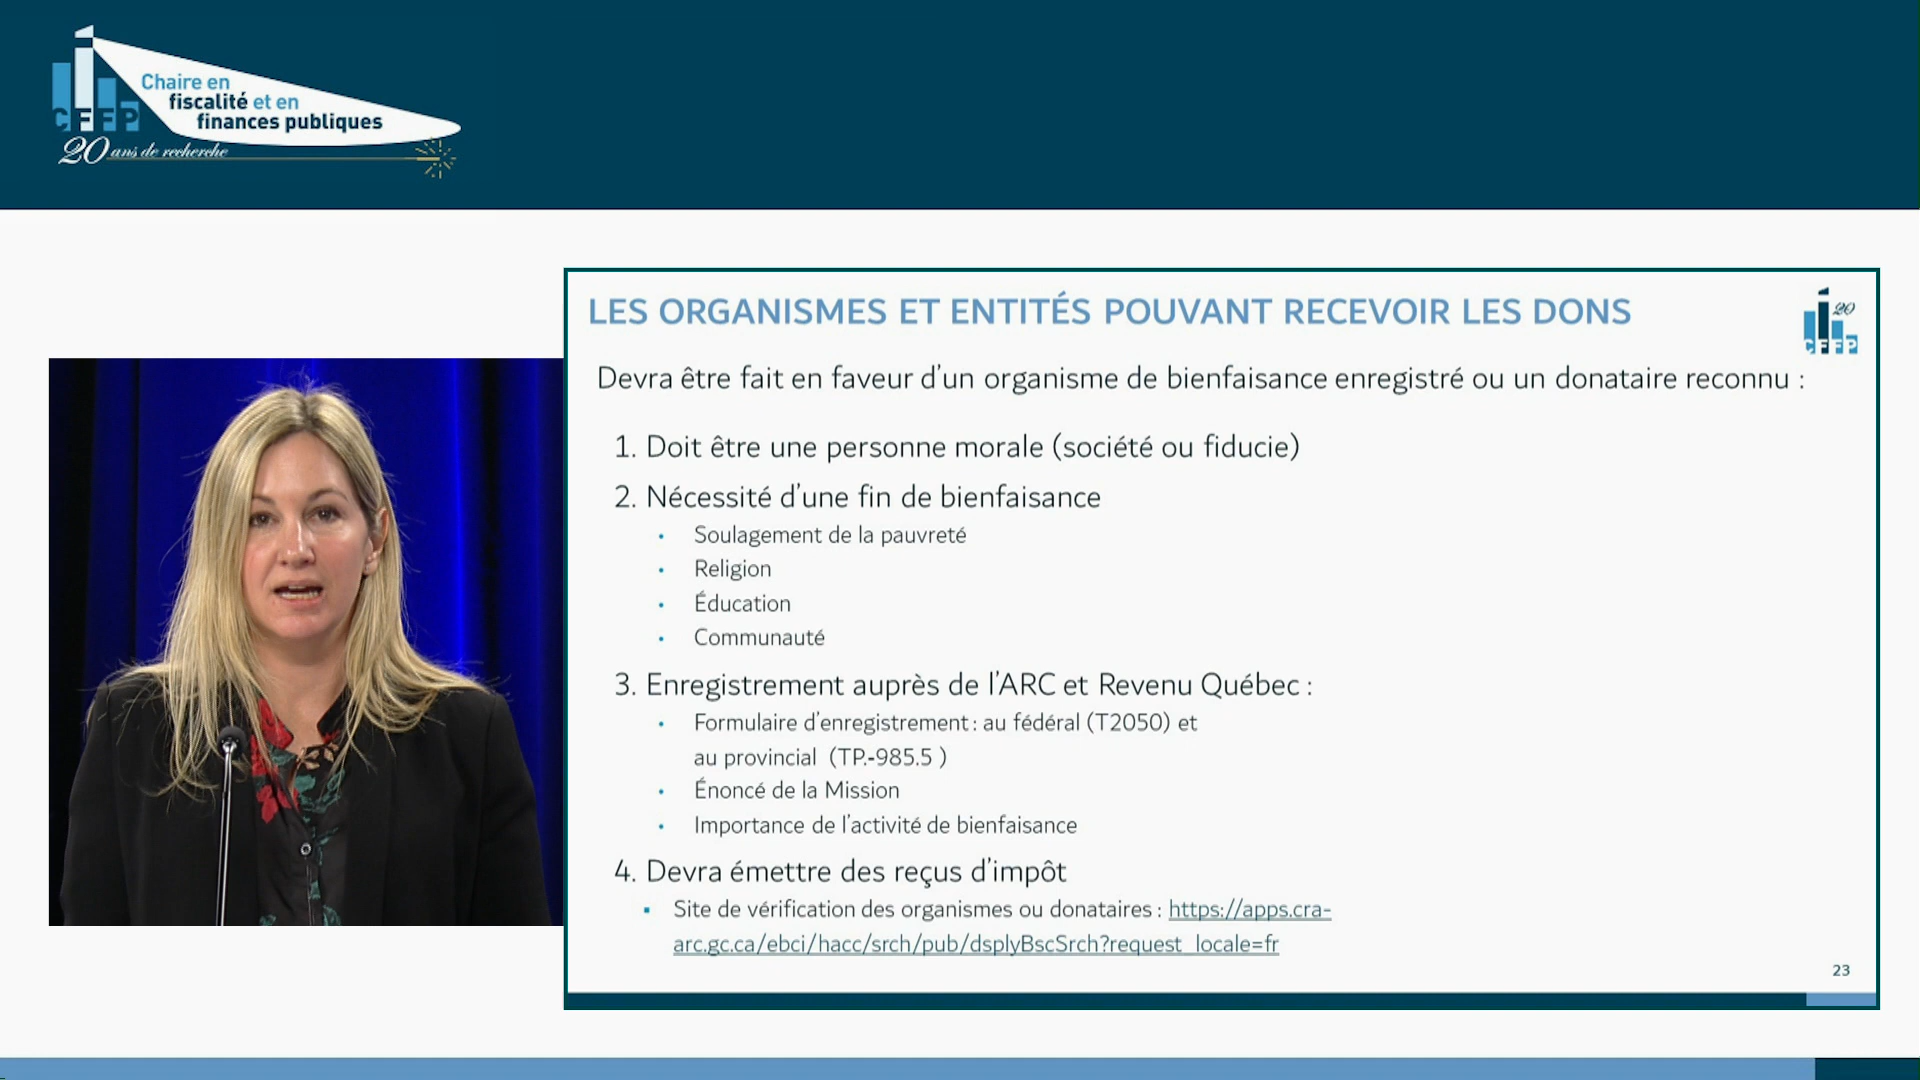 Chaire en
fiscalité et en
finances publiques
CFFP
20 ans de recherche
LES ORGANISMES ET ENTITÉS POUVANT RECEVOIR LES DONS
20
CFFP
Devra être fait en faveur d'un organisme de bienfaisance enregistré ou un donataire reconnu :
1. Doit être une personne morale (société ou fiducie)
2. Nécessité d'une fin de bienfaisance
• Soulagement de la pauvreté
• Religion
• Éducation
• Communauté
3. Enregistrement auprès de l'ARC et Revenu Québec :
• Formulaire d'enregistrement : au fédéral (T2050) et
au provincial (TP.-985.5 )
• Énoncé de la Mission
• Importance de l'activité de bienfaisance
4. Devra émettre des reçus d'impôt
▪ Site de vérification des organismes ou donataires : https://apps.cra-
arc.gc.ca/ebci/hacc/srch/pub/dsplyBscSrch?request_locale=fr
23